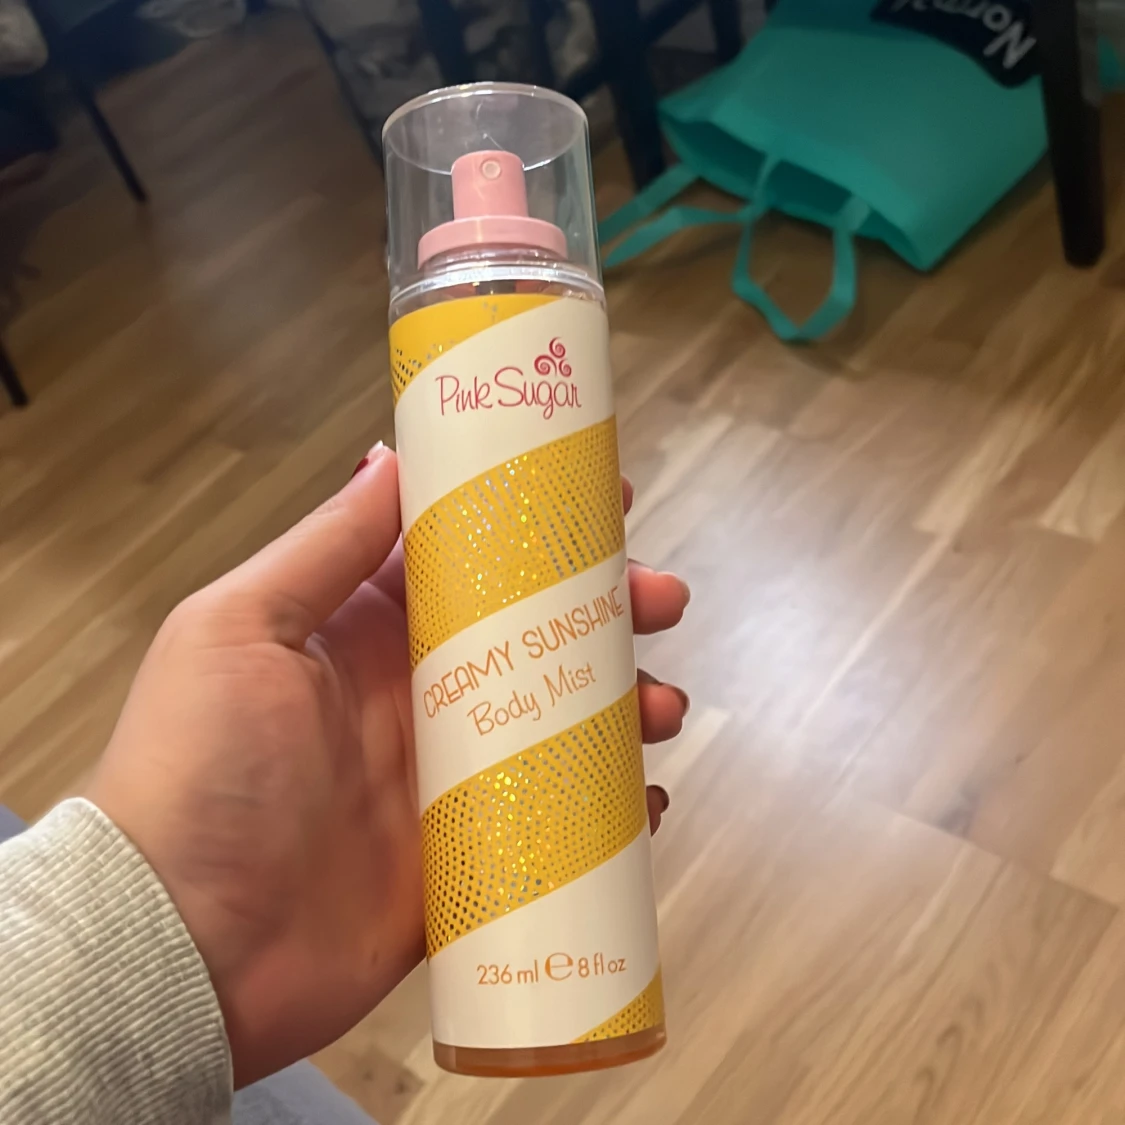 Pink Sugar
CREAMY SUNSHINE
Body Mist
236 ml ℮ 8 fl oz